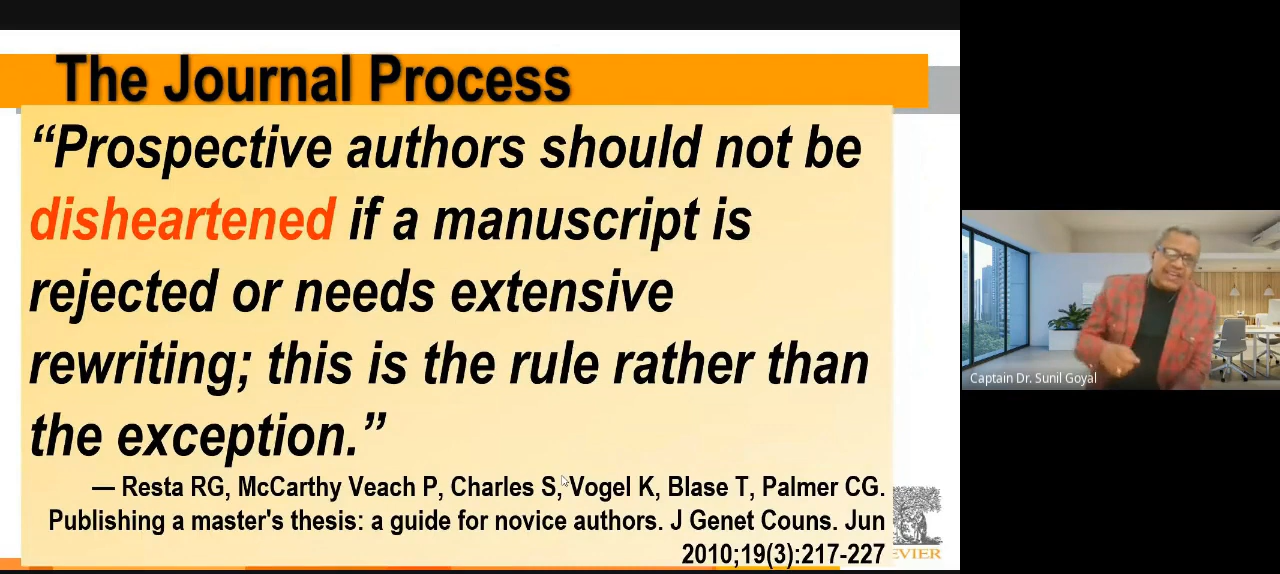 The Journal Process
“Prospective authors should not be
disheartened if a manuscript is
rejected or needs extensive
rewriting; this is the rule rather than
the exception.”
— Resta RG, McCarthy Veach P, Charles S, Vogel K, Blase T, Palmer CG.
Publishing a master's thesis: a guide for novice authors. J Genet Couns. Jun
2010;19(3):217-227
EVIER
Captain Dr. Sunil Goyal